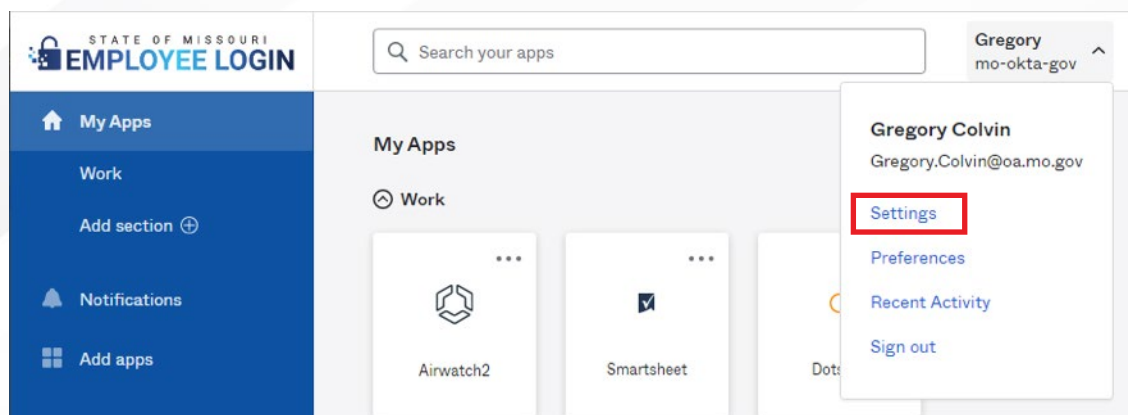 STATE OF MISSOURI
EMPLOYEE LOGIN
Search your apps
Gregory
mo-okta-gov
My Apps
Work
Add section
Notifications
Add apps
My Apps
Work
Airwatch2
Smartsheet
Gregory Colvin
Gregory.Colvin@oa.mo.gov
Settings
Preferences
Recent Activity
Sign out